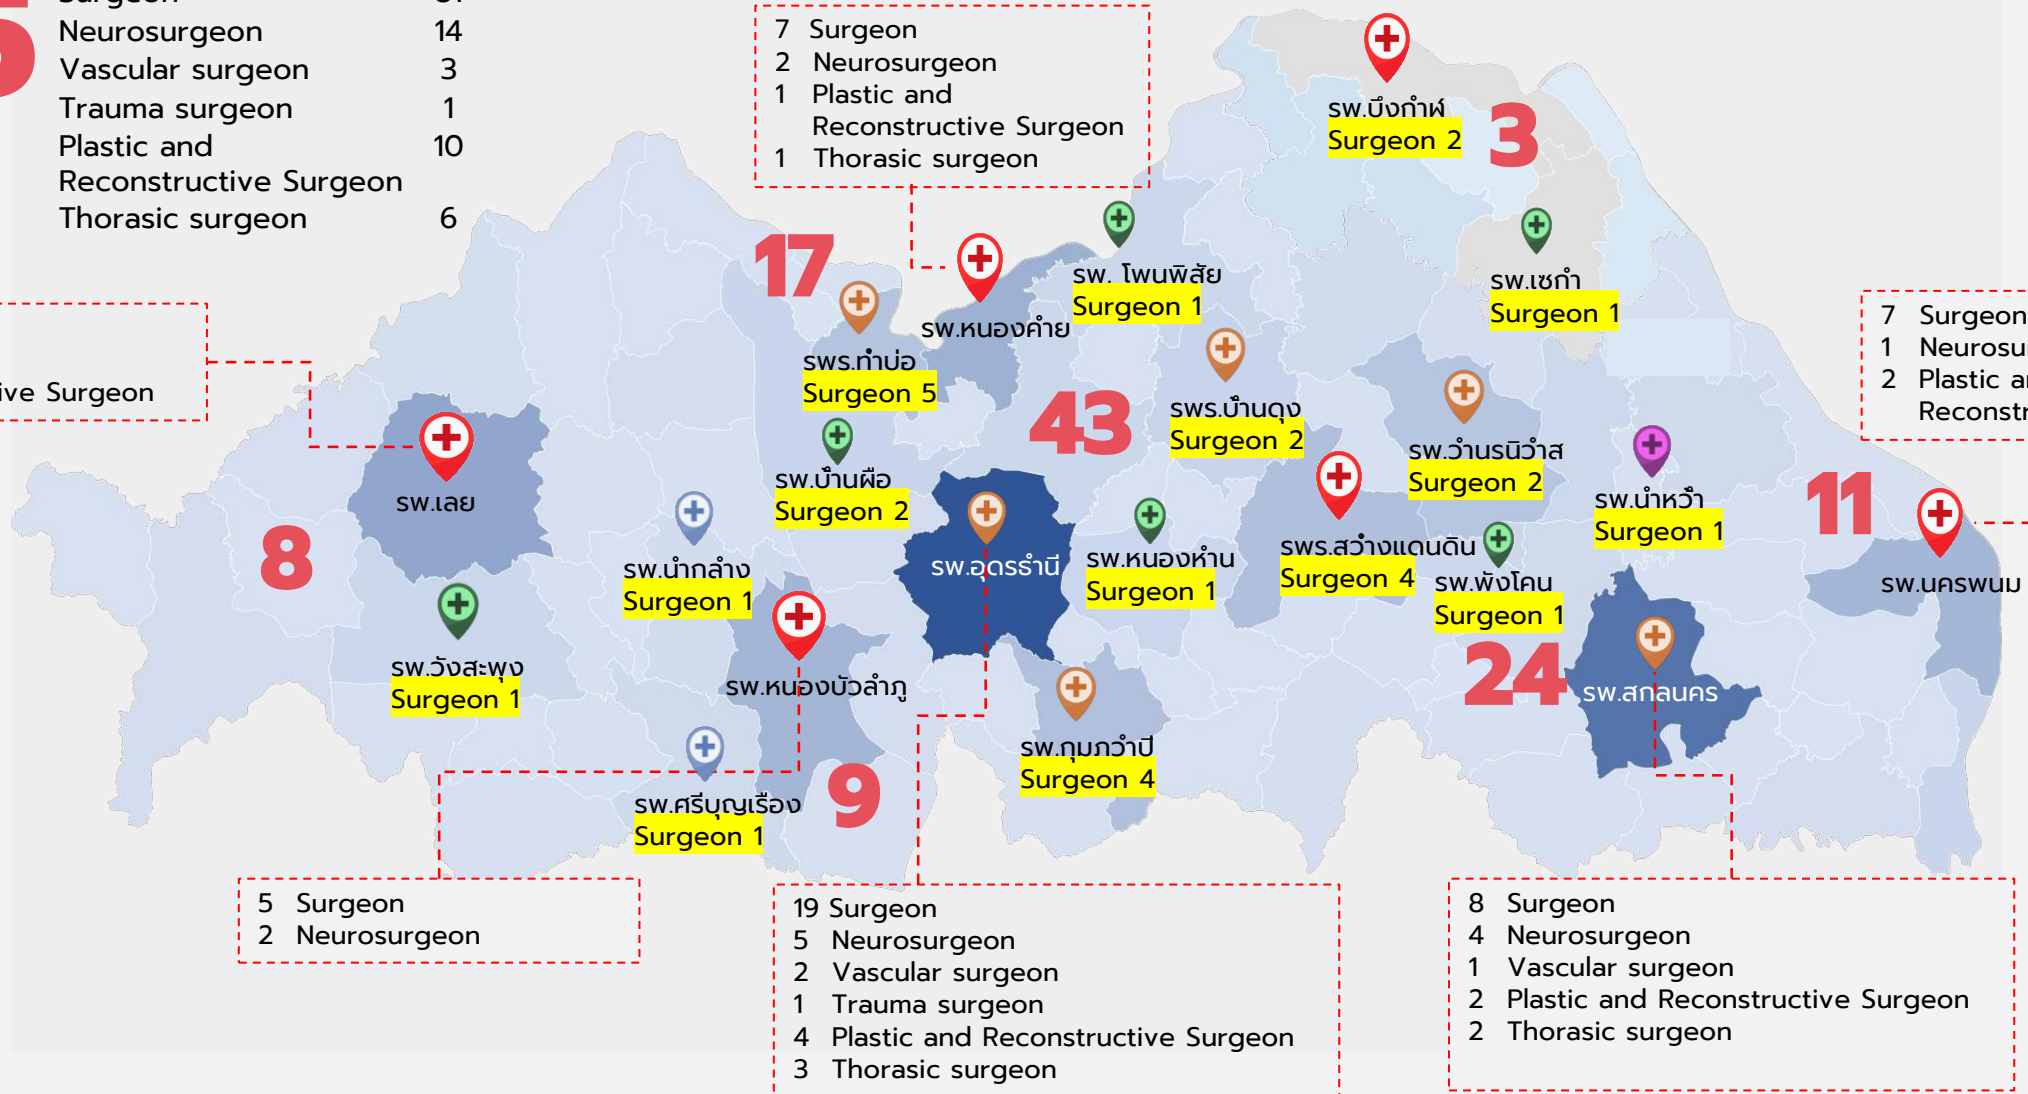 Surgeon
Neurosurgeon 14
Vascular surgeon 3
Trauma surgeon 1
Plastic and 10
Reconstructive Surgeon
Thorasic surgeon 6
7 Surgeon
2 Neurosurgeon
1 Plastic and
Reconstructive Surgeon
1 Thorasic surgeon
รพ.บึงกำฬ
Surgeon 2
3
17
รพ. โพนพิสัย
Surgeon 1
รพ.เซกำ
Surgeon 1
รพ.หนองคำย
สพร.ท่ำบ่อ
Surgeon 5
ive Surgeon
7 Surgeon
1 Neurosu
2 Plastic a
Reconstr
43
สพร.บ้ำนดุง
Surgeon 2
รพ.วำนรนิวำส
Surgeon 2
รพ.เลย
รพ.บ้ำนผือ
Surgeon 2
รพ.นำหว้ำ
Surgeon 1
11
8
รพ.นำกลำง
Surgeon 1
รพ.อุดรธำนี
รพ.หนองหำน
Surgeon 1
สพร.สว่ำงแดนดิน
Surgeon 4
รพ.พังโคน
Surgeon 1
รพ.นครพนม
รพ.วังสะพุง
Surgeon 1
รพ.หนองบัวลำภู
24
รพ.สกลนคร
รพ.กุมภวำปี
Surgeon 4
รพ.ศรีบุญเรือง
Surgeon 1
9
5 Surgeon
2 Neurosurgeon
19 Surgeon
5 Neurosurgeon
2 Vascular surgeon
1 Trauma surgeon
4 Plastic and Reconstructive Surgeon
3 Thorasic surgeon
8 Surgeon
4 Neurosurgeon
1 Vascular surgeon
2 Plastic and Reconstructive Surgeon
2 Thorasic surgeon